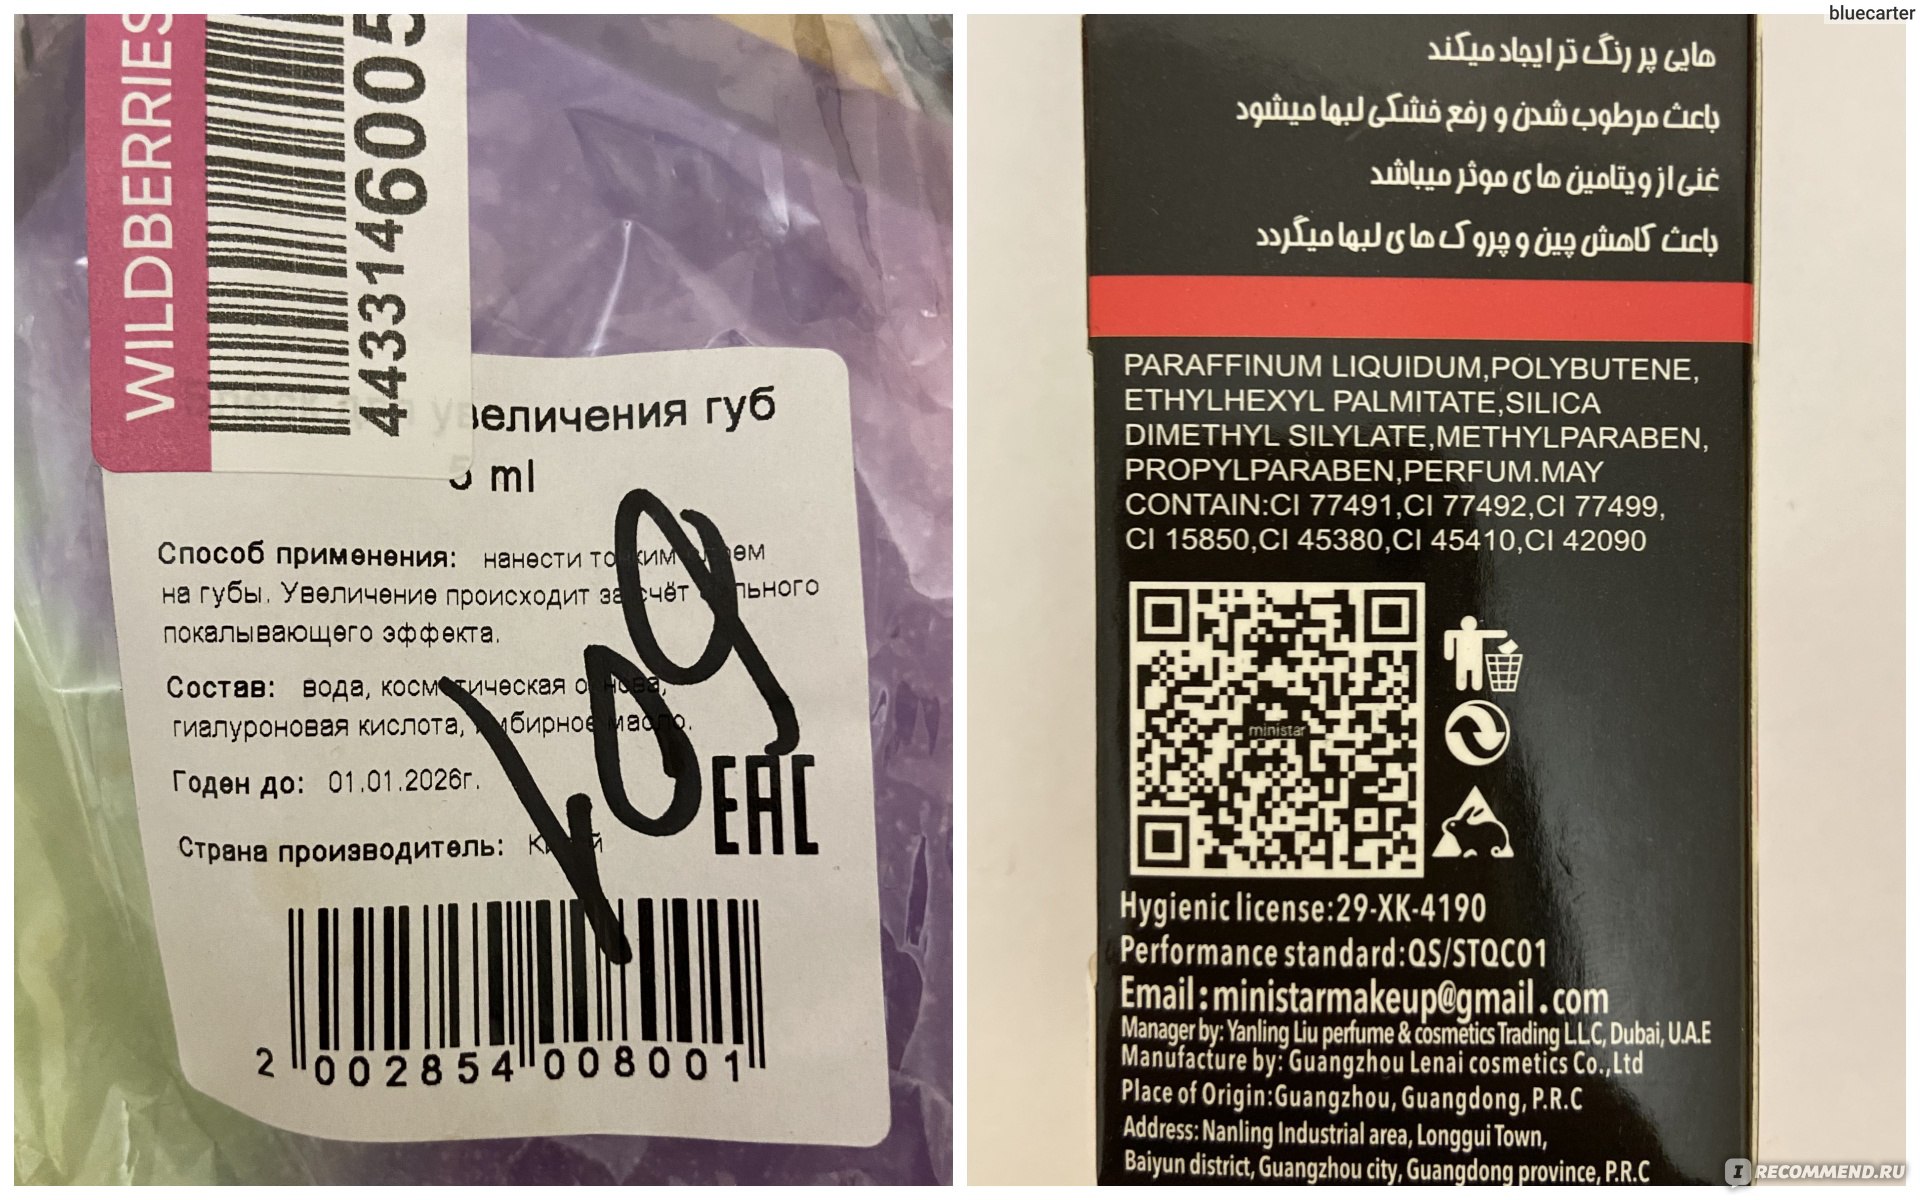 bluecarter
WILDBERRIES
4433146005
величения губ
5 ml
Способ применения: нанести тонким слоем
на губы. Увеличение происходит за счёт сильного
покалывающего эффекта.
Состав: вода, косметическая основа,
гиалуроновая кислота, имбирное масло.
Годен до: 01.01.2026г.
Страна производитель: Китай
EAC
2 002854 008001
هایی پر رنگ تر ایجاد میکند
باعث مرطوب شدن و رفع خشکی لبها میشود
غنی از ویتامین های موثر میباشد
باعث کاهش چین و چروک های لبها میگردد
PARAFFINUM LIQUIDUM,POLYBUTENE,
ETHYLHEXYL PALMITATE,SILICA
DIMETHYL SILYLATE,METHYLPARABEN,
PROPYLPARABEN,PERFUM.MAY
CONTAIN:CI 77491,CI 77492,CI 77499,
CI 15850,CI 45380,CI 45410,CI 42090
ministar
Hygienic license:29-XK-4190
Performance standard:QS/STQC01
Email:ministarmakeup@gmail.com
Manager by: Yanling Liu perfume & cosmetics Trading L.L.C, Dubai, U.A.E
Manufacture by: Guangzhou Lenai cosmetics Co.,Ltd
Place of Origin:Guangzhou, Guangdong, P.R.C
Address: Nanling Industrial area, Longgui Town,
Baiyun district, Guangzhou city, Guangdong province, P.R.C
IRECOMMEND.RU